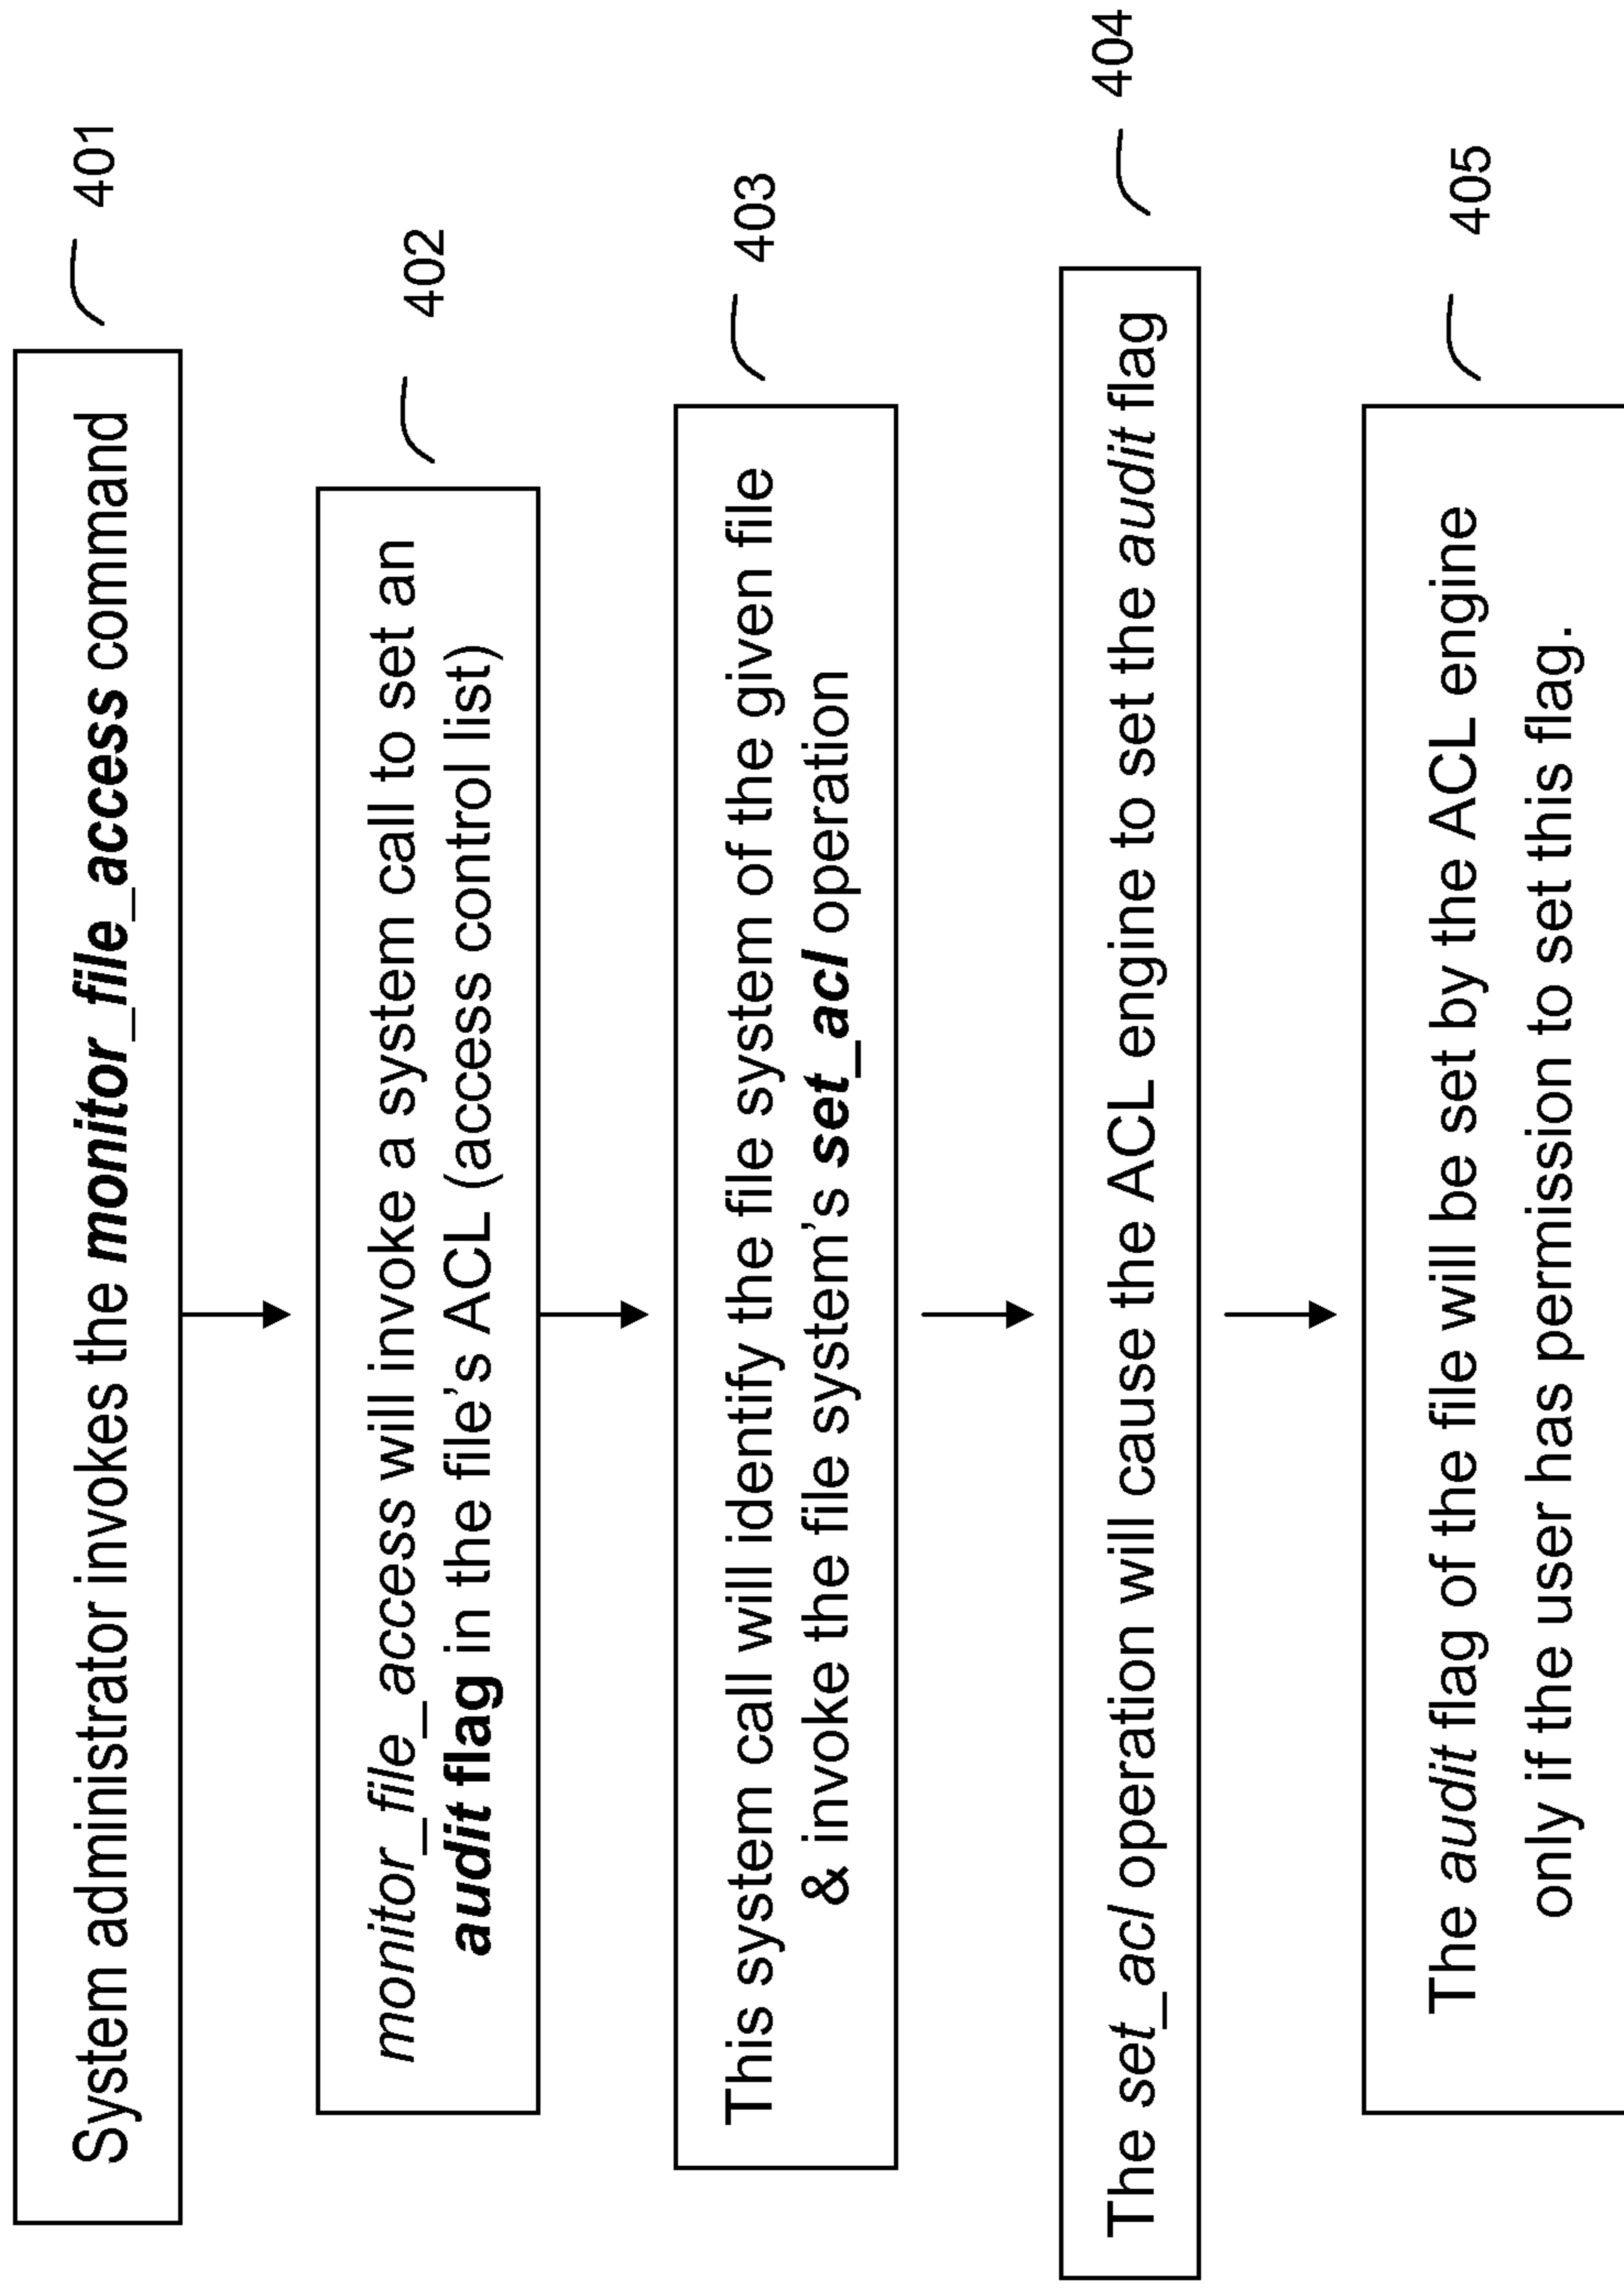 System administrator invokes the monitor_file_access command
401
monitor_file_access will invoke a system call to set an
audit flag in the file's ACL (access control list)
402
This system call will identify the file system of the given file
& invoke the file system's set_acl operation
403
The set_acl operation will cause the ACL engine to set the audit flag
404
The audit flag of the file will be set by the ACL engine
only if the user has permission to set this flag.
405